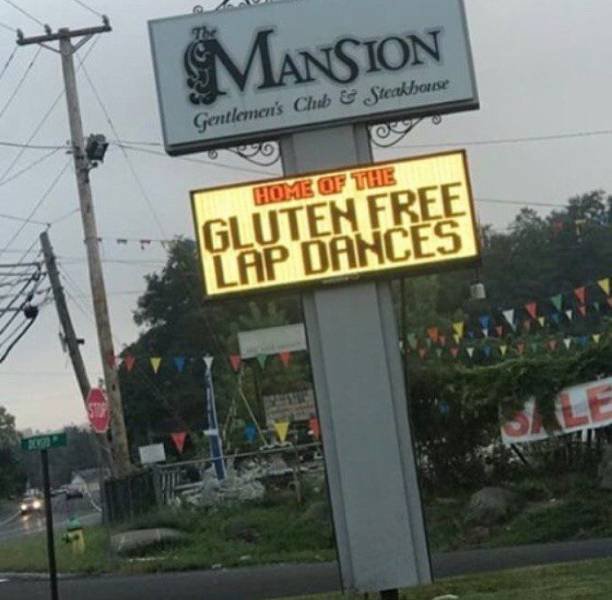 The
MANSION
Gentlemen's Club & Steakhouse
HOME OF THE
GLUTEN FREE
LAP DANCES
STOP
SALE